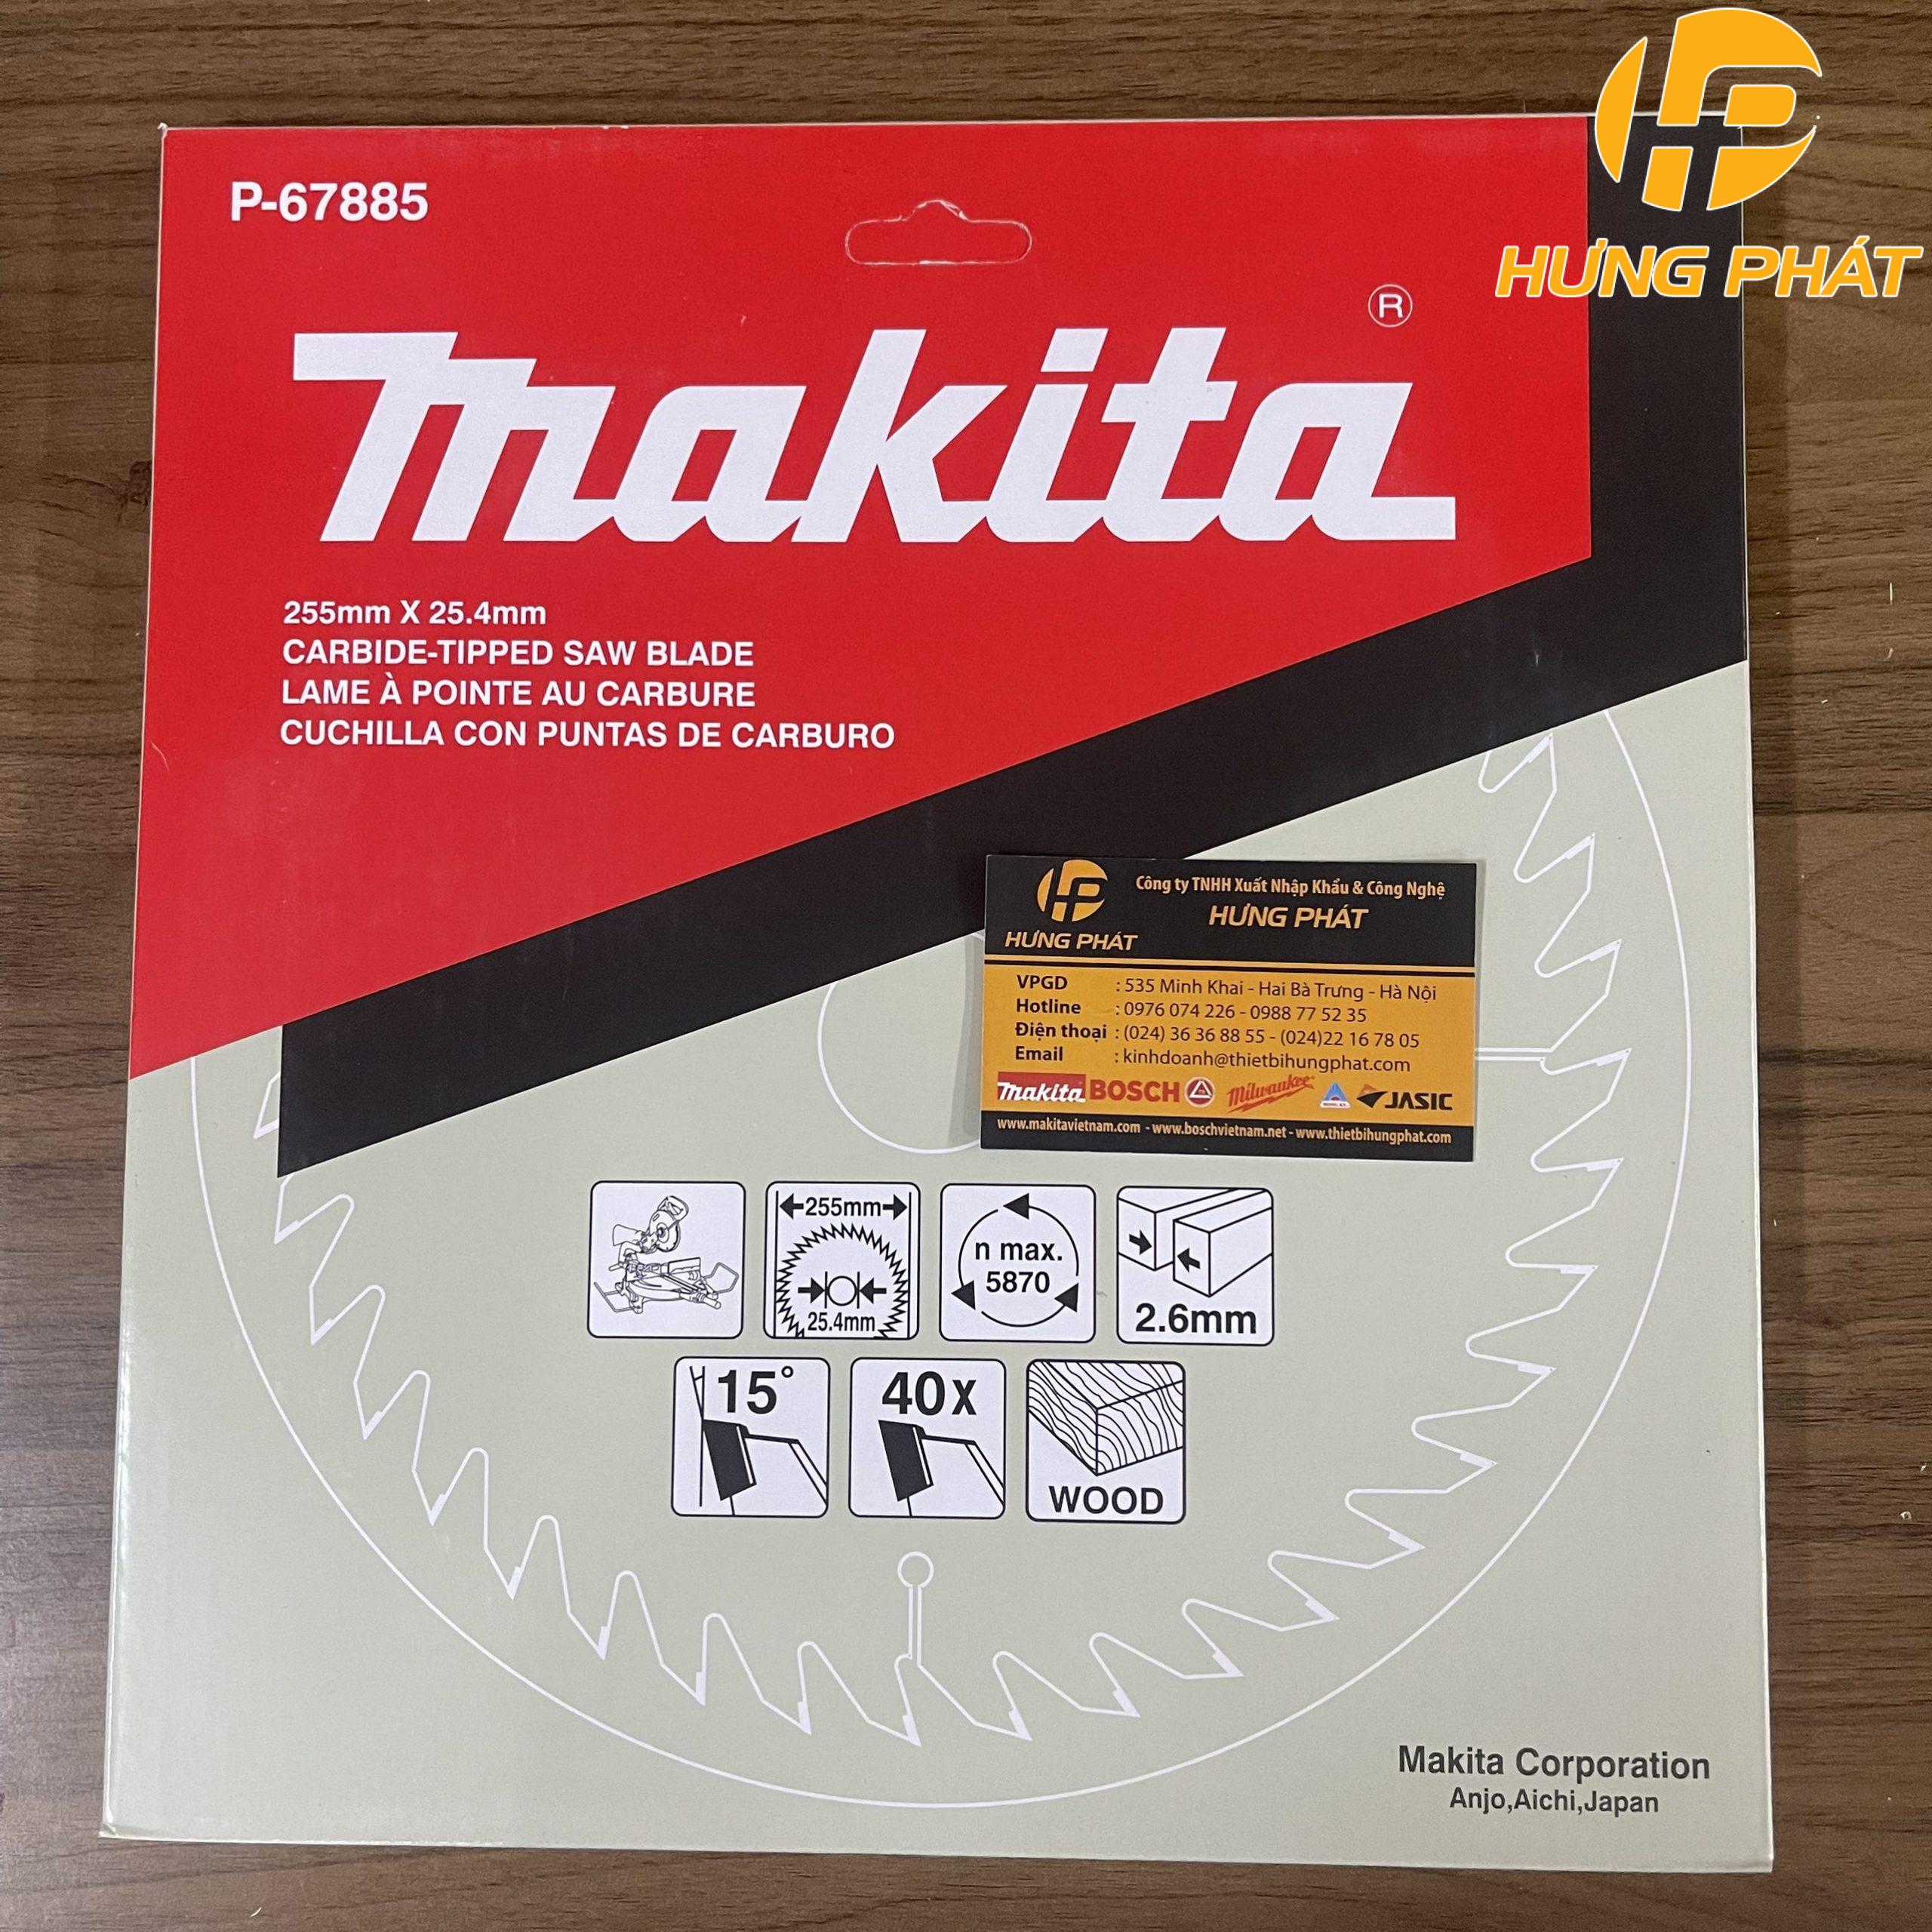 HƯNG PHÁT
P-67885
makita®
255mm X 25.4mm
CARBIDE-TIPPED SAW BLADE
LAME À POINTE AU CARBURE
CUCHILLA CON PUNTAS DE CARBURO
Công ty TNHH Xuất Nhập Khẩu & Công Nghệ
HƯNG PHÁT
HƯNG PHÁT
VPGD : 535 Minh Khai - Hai Bà Trưng - Hà Nội
Hotline : 0976 074 226 - 0988 77 52 35
Điện thoại : (024) 36 36 88 55 - (024)22 16 78 05
Email : kinhdoanh@thietbihungphat.com
makita BOSCH Milwaukee JASIC
www.makitavietnam.com - www.boschvietnam.net - www.thietbihungphat.com
255mm
25.4mm
n max.
5870
2.6mm
15°
40x
WOOD
Makita Corporation
Anjo,Aichi,Japan